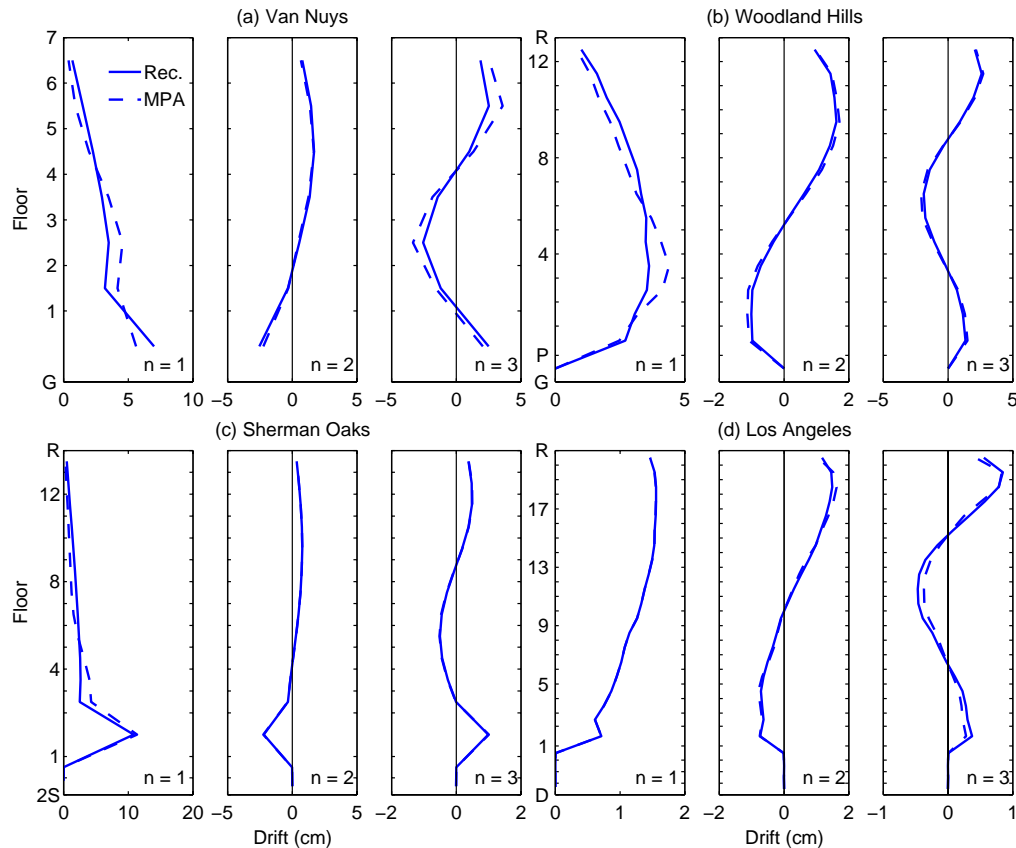 (a) Van Nuys
(b) Woodland Hills
7
6
5
4
3
2
1
G
Floor
Rec.
MPA
n = 1
n = 2
n = 3
0 5 10
−5 0 5
−2 0 2
R
12
8
4
P
G
n = 1
n = 2
n = 3
0 5
−2 0 2
−5 0 5
(c) Sherman Oaks
(d) Los Angeles
R
12
8
4
1
2S
Floor
n = 1
n = 2
n = 3
0 10 20
−5 0 5
−2 0 2
Drift (cm)
R
17
13
9
5
1
D
n = 1
n = 2
n = 3
0 1 2
−2 0 2
−1 0 1
Drift (cm)